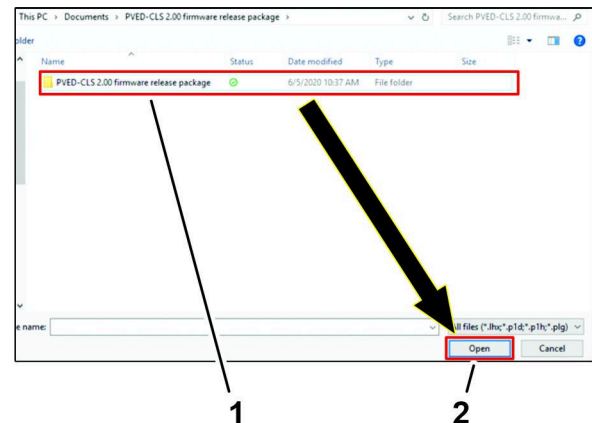 This PC > Documents > PVED-CLS 2.00 firmware release package >
Search PVED-CLS 2.00 firmwa...
older
Name Status Date modified Type Size
PVED-CLS 2.00 firmware release package 6/5/2020 10:37 AM File folder
e name:
All files (*.lhx;*.p1d;*.p1h;*.plg)
Open Cancel
1 2